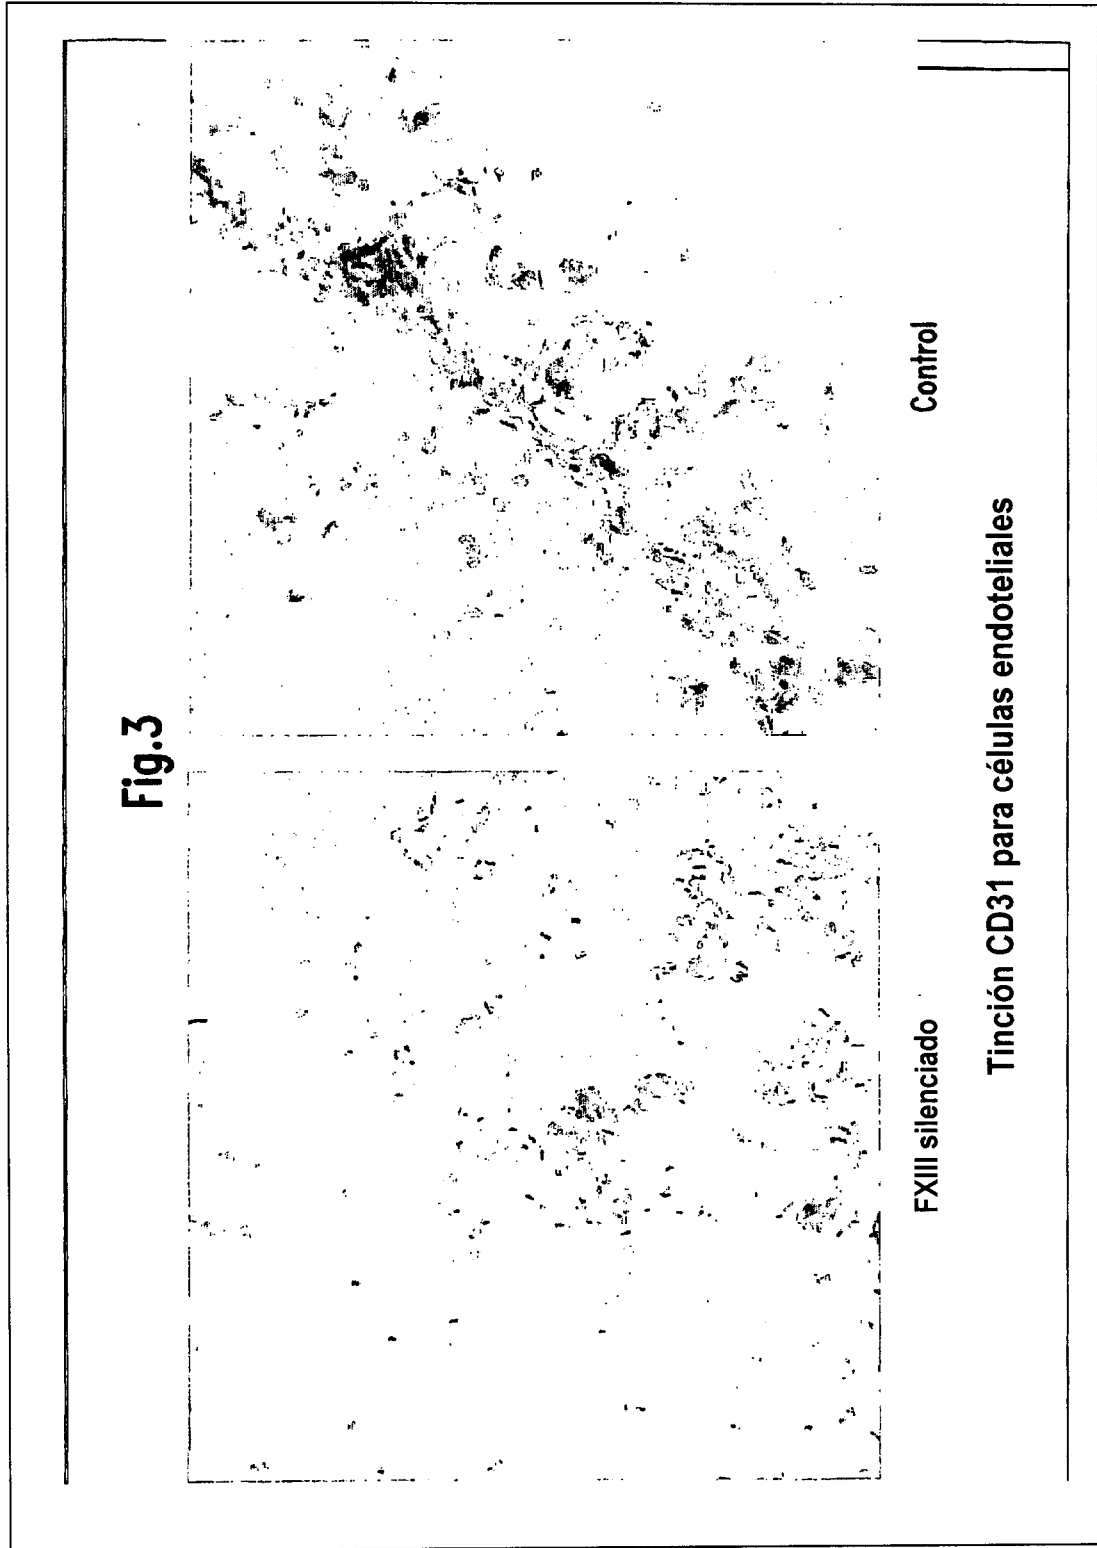 Fig.3
FXIII silenciado
Control
Tinción CD31 para células endoteliales